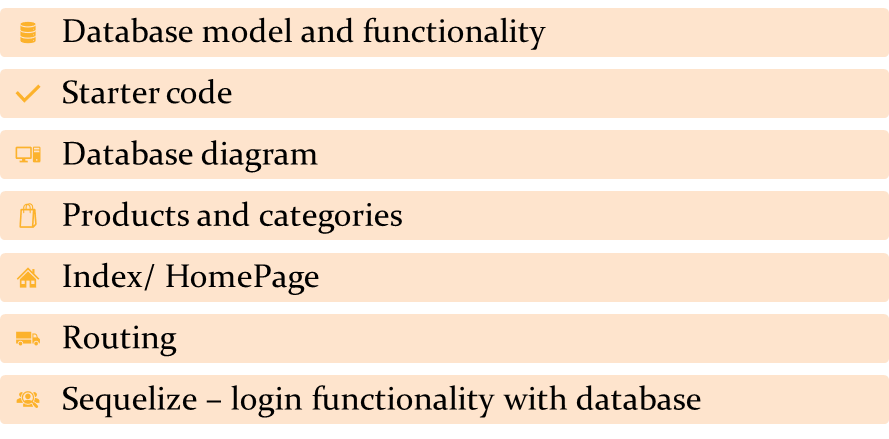 Database model and functionality
Starter code
Database diagram
Products and categories
Index/ HomePage
Routing
Sequelize – login functionality with database